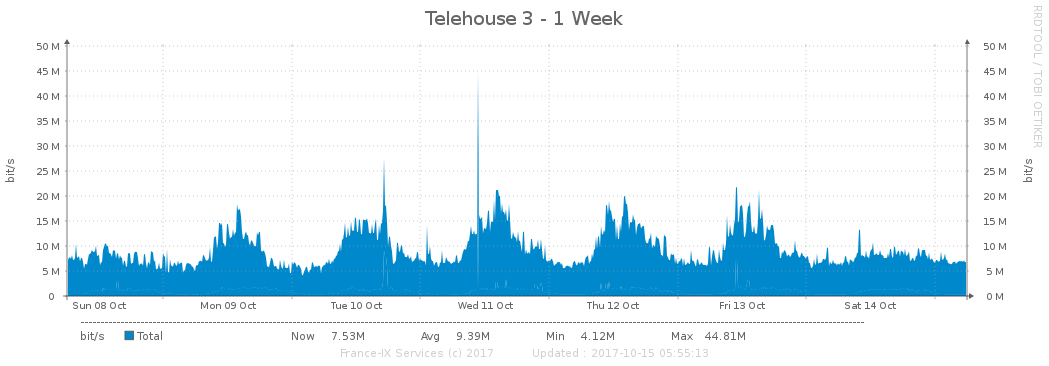 Telehouse 3 - 1 Week
RRDTOOL / TOBI OETIKER
50 M 50 M
45 M 45 M
40 M 40 M
35 M 35 M
30 M 30 M
25 M 25 M
20 M 20 M
15 M 15 M
10 M 10 M
5 M 5 M
0 0 M
bit/s bit/s
Sun 08 Oct Mon 09 Oct Tue 10 Oct Wed 11 Oct Thu 12 Oct Fri 13 Oct Sat 14 Oct
bit/s Total Now 7.53M Avg 9.39M Min 4.12M Max 44.81M
France-IX Services (c) 2017 Updated : 2017-10-15 05:55:13